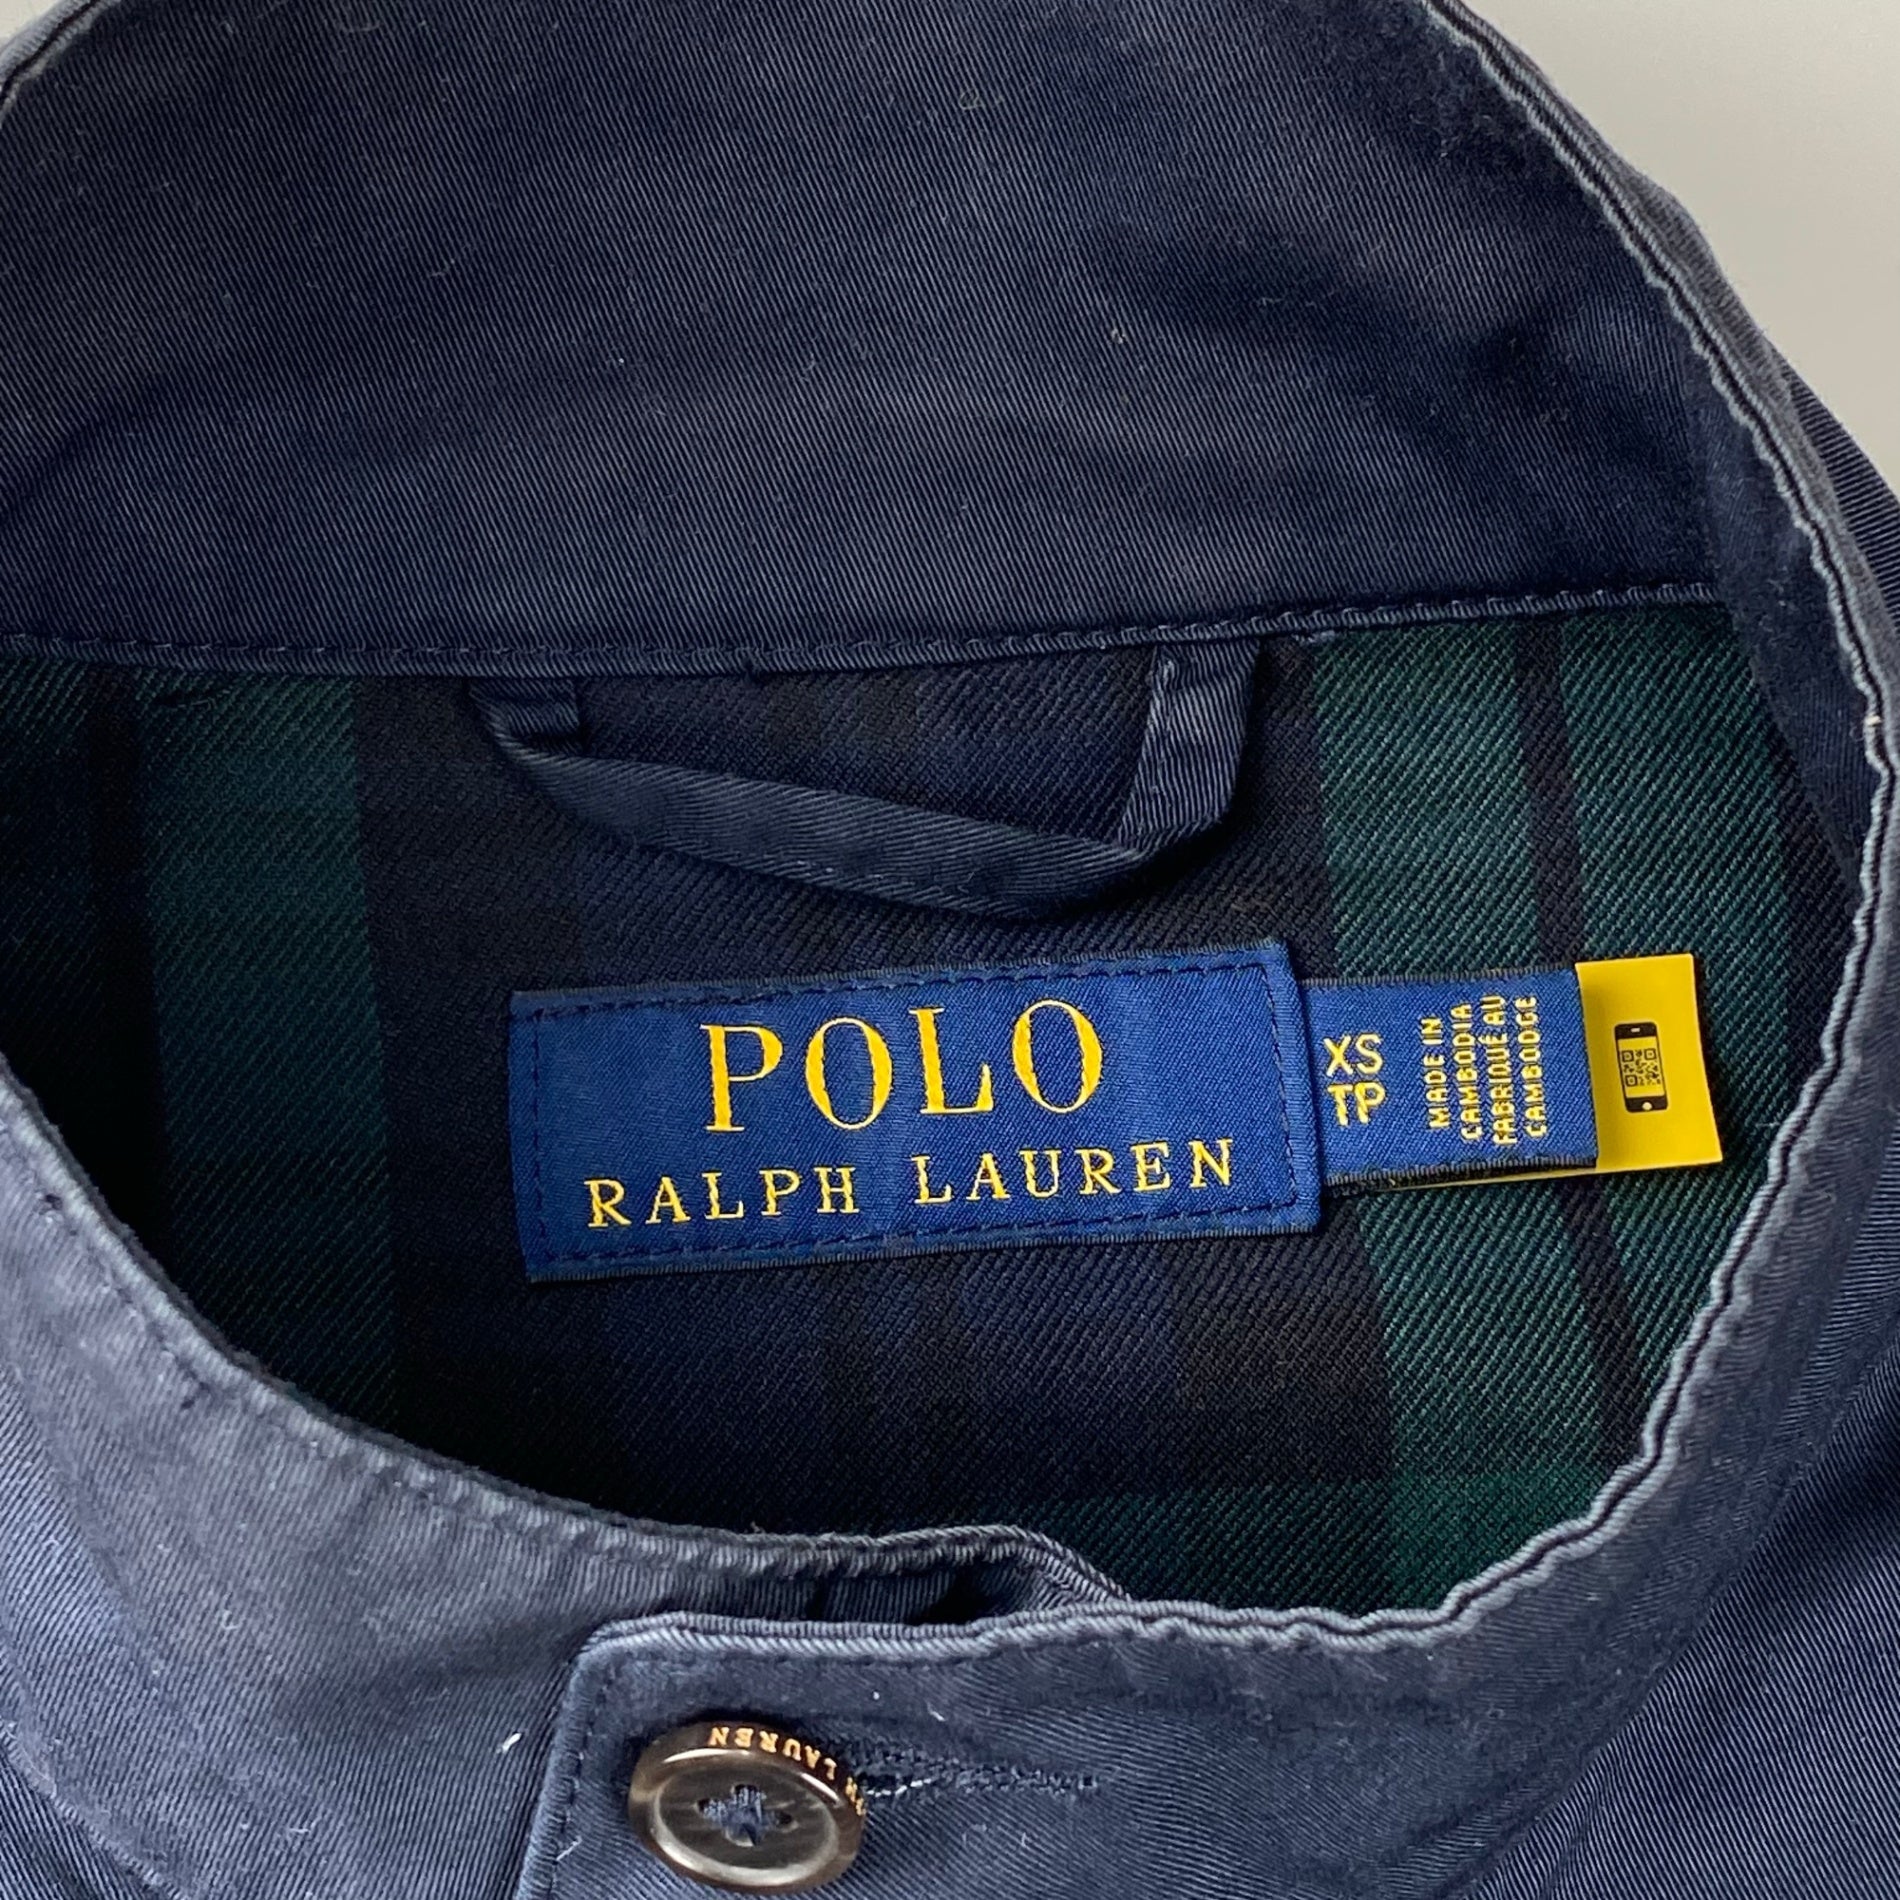 POLO
RALPH LAUREN
XS
TP
MADE IN
CAMBODIA
FABRIQUÉ AU
CAMBODGE
LAUREN